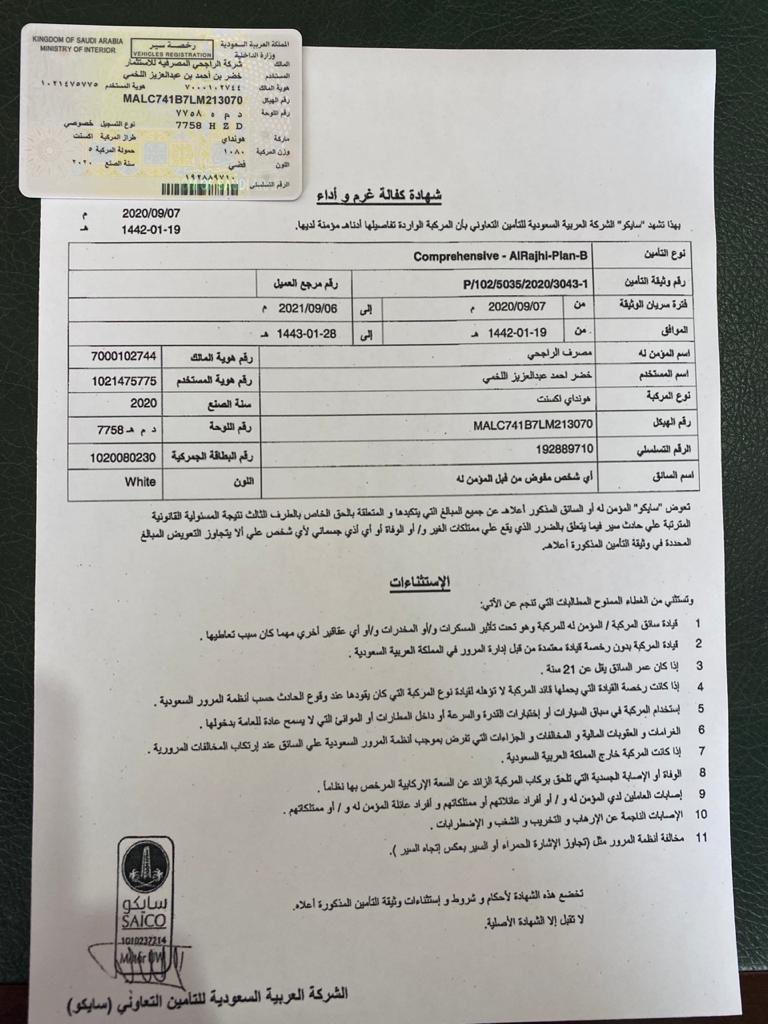 KINGDOM OF SAUDI ARABIA
MINISTRY OF INTERIOR
رخصة سير
VEHICLES REGISTRATION
المملكة العربية السعودية
وزارة الداخلية
المالك شركة الراجحي المصرفيه للاستثمار
المستخدم خضر بن أحمد بن عبدالعزيز اللخمي
هوية المالك ٧٠٠٠١٠٢٧٤٤ هوية المستخدم ١٠٢١٤٧٥٧٧٥
رقم الهيكل MALC741B7LM213070
رقم اللوحة د م ه ٧٧٥٨
7758 H Z D نوع التسجيل خصوصي
ماركة هونداي طراز المركبة اكسنت
وزن المركبة ١٠٨٠ حمولة المركبة ٥
اللون فضي سنة الصنع ٢٠٢٠
الرقم التسلسلي ١٩٢٨٨٩٧١٠
شهادة كفالة غرم و أداء
2020/09/07 م
1442-01-19 هـ
بهذا تشهد "سايكو" الشركة العربية السعودية للتأمين التعاوني بأن المركبة الواردة تفاصيلها أدناهـ مؤمنة لديها.
نوع التأمين Comprehensive - AlRajhi-Plan-B
رقم وثيقة التأمين P/102/5035/2020/3043-1 رقم مرجع العميل
فترة سريان الوثيقة من 2020/09/07 م إلى 2021/09/06 م
الموافق من 1442-01-19 هـ إلى 1443-01-28 هـ
اسم المؤمن له مصرف الراجحي رقم هوية المالك 7000102744
اسم المستخدم خضر احمد عبدالعزيز اللخمي رقم هوية المستخدم 1021475775
نوع المركبة هونداي اكسنت سنة الصنع 2020
رقم الهيكل MALC741B7LM213070 رقم اللوحة د م هـ 7758
الرقم التسلسلي 192889710 رقم البطاقة الجمركية 1020080230
اسم السائق أي شخص مفوض من قبل المؤمن له اللون White
تعوض "سايكو" المؤمن له أو السائق المذكور أعلاهـ عن جميع المبالغ التي يتكبدها و المتعلقة بالحق الخاص بالطرف الثالث نتيجة المسئولية القانونية
المترتبة علي حادث سير فيما يتعلق بالضرر الذي يقع علي ممتلكات الغير و/ أو الوفاة أو أي أذي جسماني لأي شخص علي ألا يتجاوز التعويض المبالغ
المحددة في وثيقة التأمين المذكورة أعلاهـ.
الإستثناءات
وتستثني من الغطاء الممنوح المطالبات التي تنجم عن الآتي:
1 قيادة سائق المركبة / المؤمن له للمركبة وهو تحت تأثير المسكرات و/أو المخدرات و/أو أي عقاقير أخري مهما كان سبب تعاطيها .
2 قيادة المركبة بدون رخصة قيادة معتمدة من قبل إدارة المرور في المملكة العربية السعودية .
3 إذا كان عمر السائق يقل عن 21 سنة .
4 إذا كانت رخصة القيادة التي يحملها قائد المركبة لا تؤهله لقيادة نوع المركبة التي كان يقودها عند وقوع الحادث حسب أنظمة المرور السعودية .
5 إستخدام المركبة في سباق السيارات أو إختبارات القدرة والسرعة أو داخل المطارات أو الموانئ التي لا يسمح عادة للعامة بدخولها .
6 الغرامات و العقوبات المالية و المخالفات و الجزاءات التي تفرض بموجب أنظمة المرور السعودية علي السائق عند إرتكاب المخالفات المرورية .
7 إذا كانت المركبة خارج المملكة العربية السعودية .
8 الوفاة أو الإصابة الجسدية التي تلحق بركاب المركبة الزائد عن السعة الإركابية المرخص بها نظاماً .
9 إصابات العاملين لدي المؤمن له و / أو أفراد عائلاتهم أو ممتلكاتهم و أفراد عائلة المؤمن له و / أو ممتلكاتهم .
10 الإصابات الناجمة عن الإرهاب و التخريب و الشغب و الإضطرابات .
11 مخالفة أنظمة المرور مثل (تجاوز الإشارة الحمراء أو السير بعكس إتجاه السير ).
تخضع هذه الشهادة لأحكام و شروط و إستثناءات وثيقة التأمين المذكورة أعلاه.
لا تقبل إلا الشهادة الأصلية.
سايكو
SAICO
1010237214
الشركة العربية السعودية للتأمين التعاوني (سايكو)